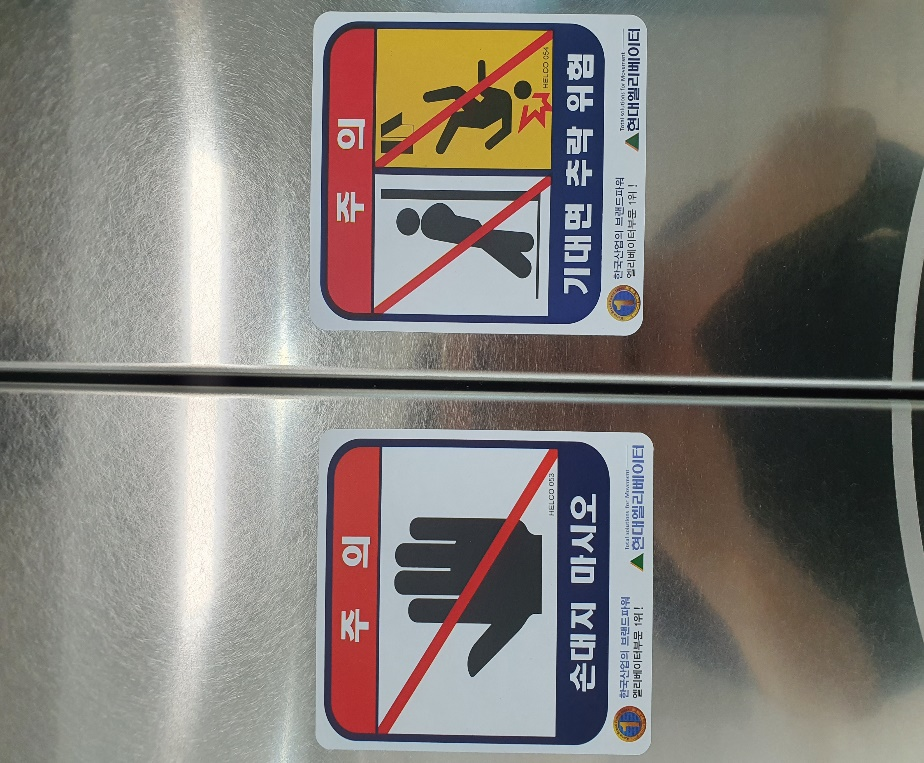 주 의
HELCO 053
손대지 마시오
한국산업의 브랜드파워
엘리베이터부문 1위 !
Total solutions for Movement
현대엘리베이터
주 의
HELCO 054
기대면 추락 위험
한국산업의 브랜드파워
엘리베이터부문 1위 !
Total solutions for Movement
현대엘리베이터